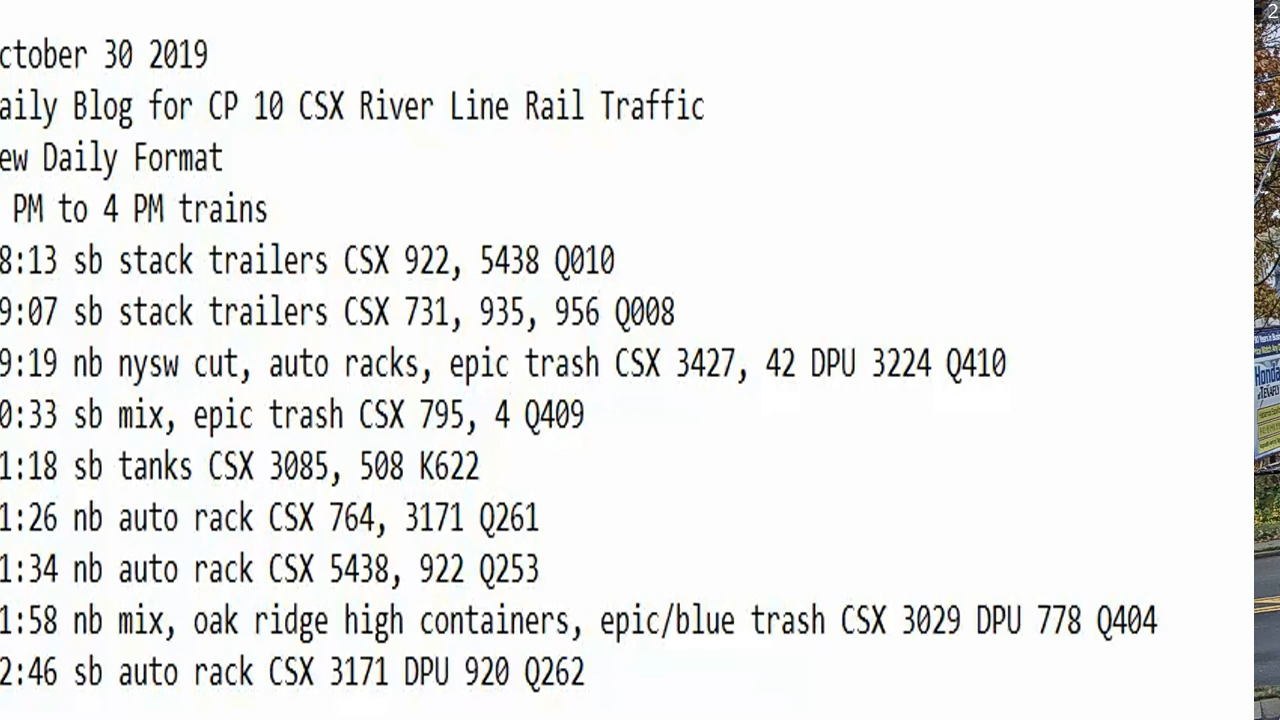 ctober 30 2019
aily Blog for CP 10 CSX River Line Rail Traffic
ew Daily Format
PM to 4 PM trains
8:13 sb stack trailers CSX 922, 5438 Q010
9:07 sb stack trailers CSX 731, 935, 956 Q008
9:19 nb nysw cut, auto racks, epic trash CSX 3427, 42 DPU 3224 Q410
0:33 sb mix, epic trash CSX 795, 4 Q409
1:18 sb tanks CSX 3085, 508 K622
1:26 nb auto rack CSX 764, 3171 Q261
1:34 nb auto rack CSX 5438, 922 Q253
1:58 nb mix, oak ridge high containers, epic/blue trash CSX 3029 DPU 778 Q404
2:46 sb auto rack CSX 3171 DPU 920 Q262
2
Honda